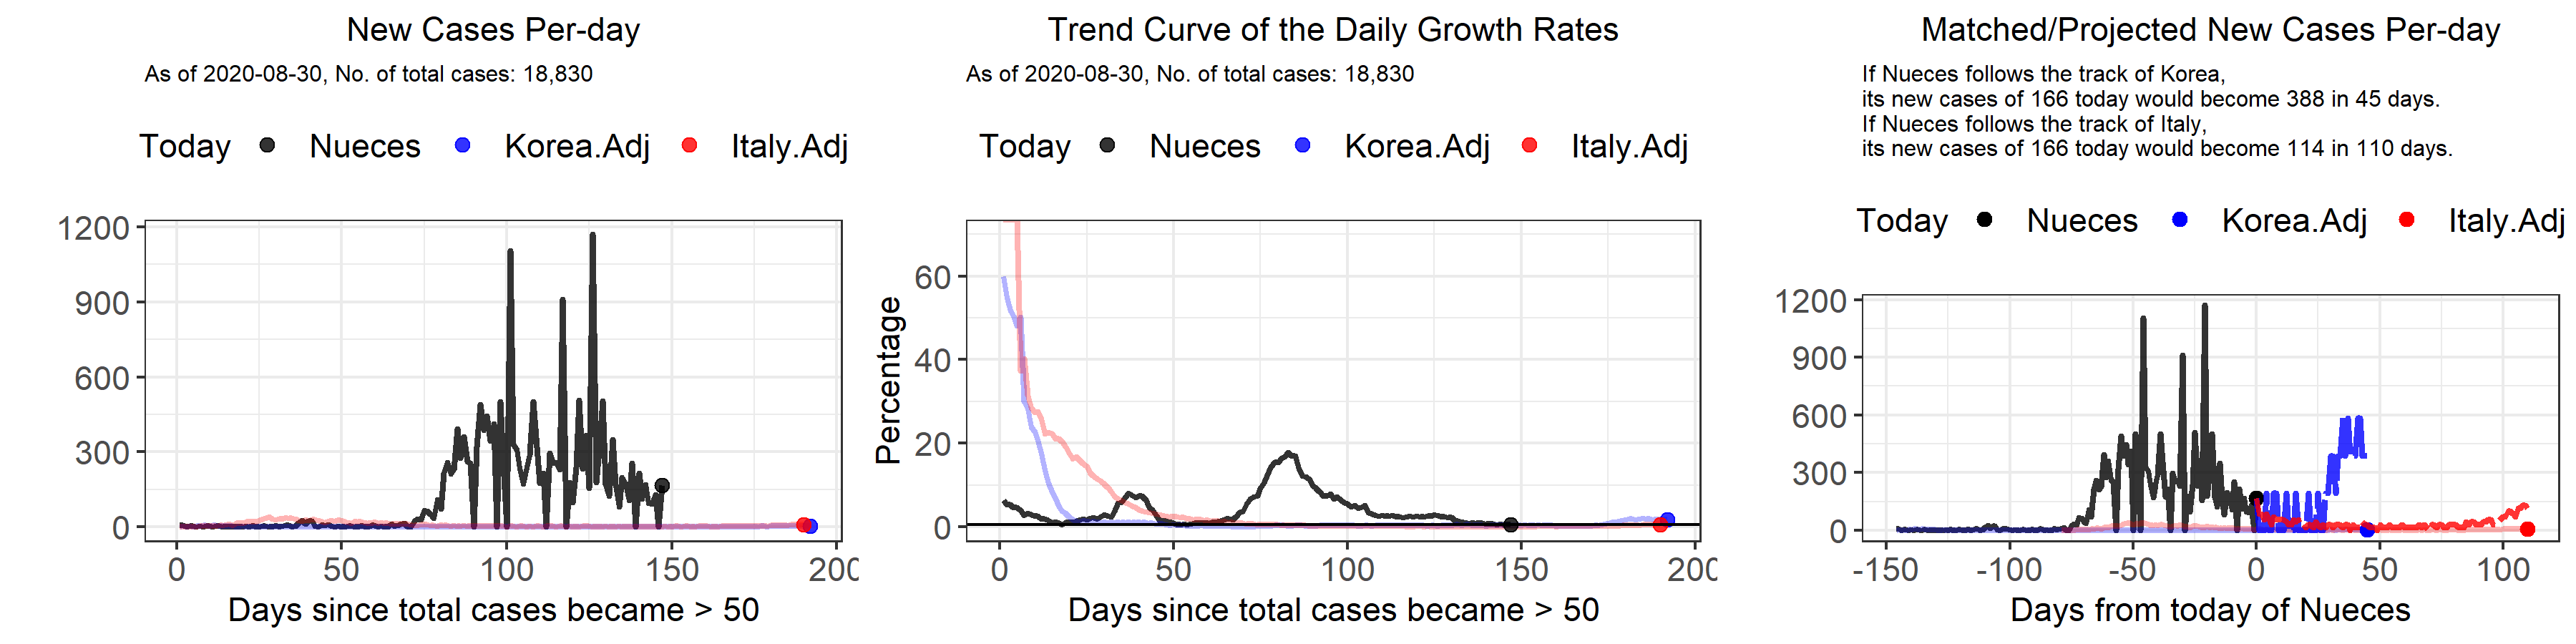 New Cases Per-day
As of 2020-08-30, No. of total cases: 18,830
Today Nueces Korea.Adj Italy.Adj
1200
900
600
300
0
0 50 100 150 200
Days since total cases became > 50
Trend Curve of the Daily Growth Rates
As of 2020-08-30, No. of total cases: 18,830
Today Nueces Korea.Adj Italy.Adj
Percentage
60
40
20
0
0 50 100 150 200
Days since total cases became > 50
Matched/Projected New Cases Per-day
If Nueces follows the track of Korea,
its new cases of 166 today would become 388 in 45 days.
If Nueces follows the track of Italy,
its new cases of 166 today would become 114 in 110 days.
Today Nueces Korea.Adj Italy.Adj
1200
900
600
300
0
-150 -100 -50 0 50 100
Days from today of Nueces